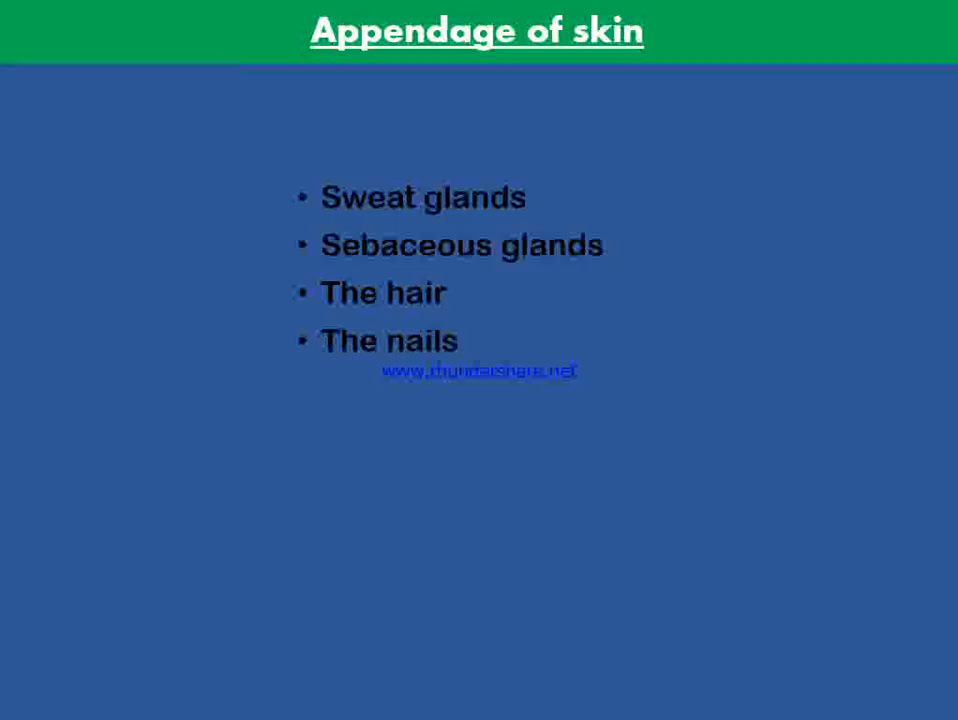 Appendage of skin
• Sweat glands
• Sebaceous glands
• The hair
• The nails